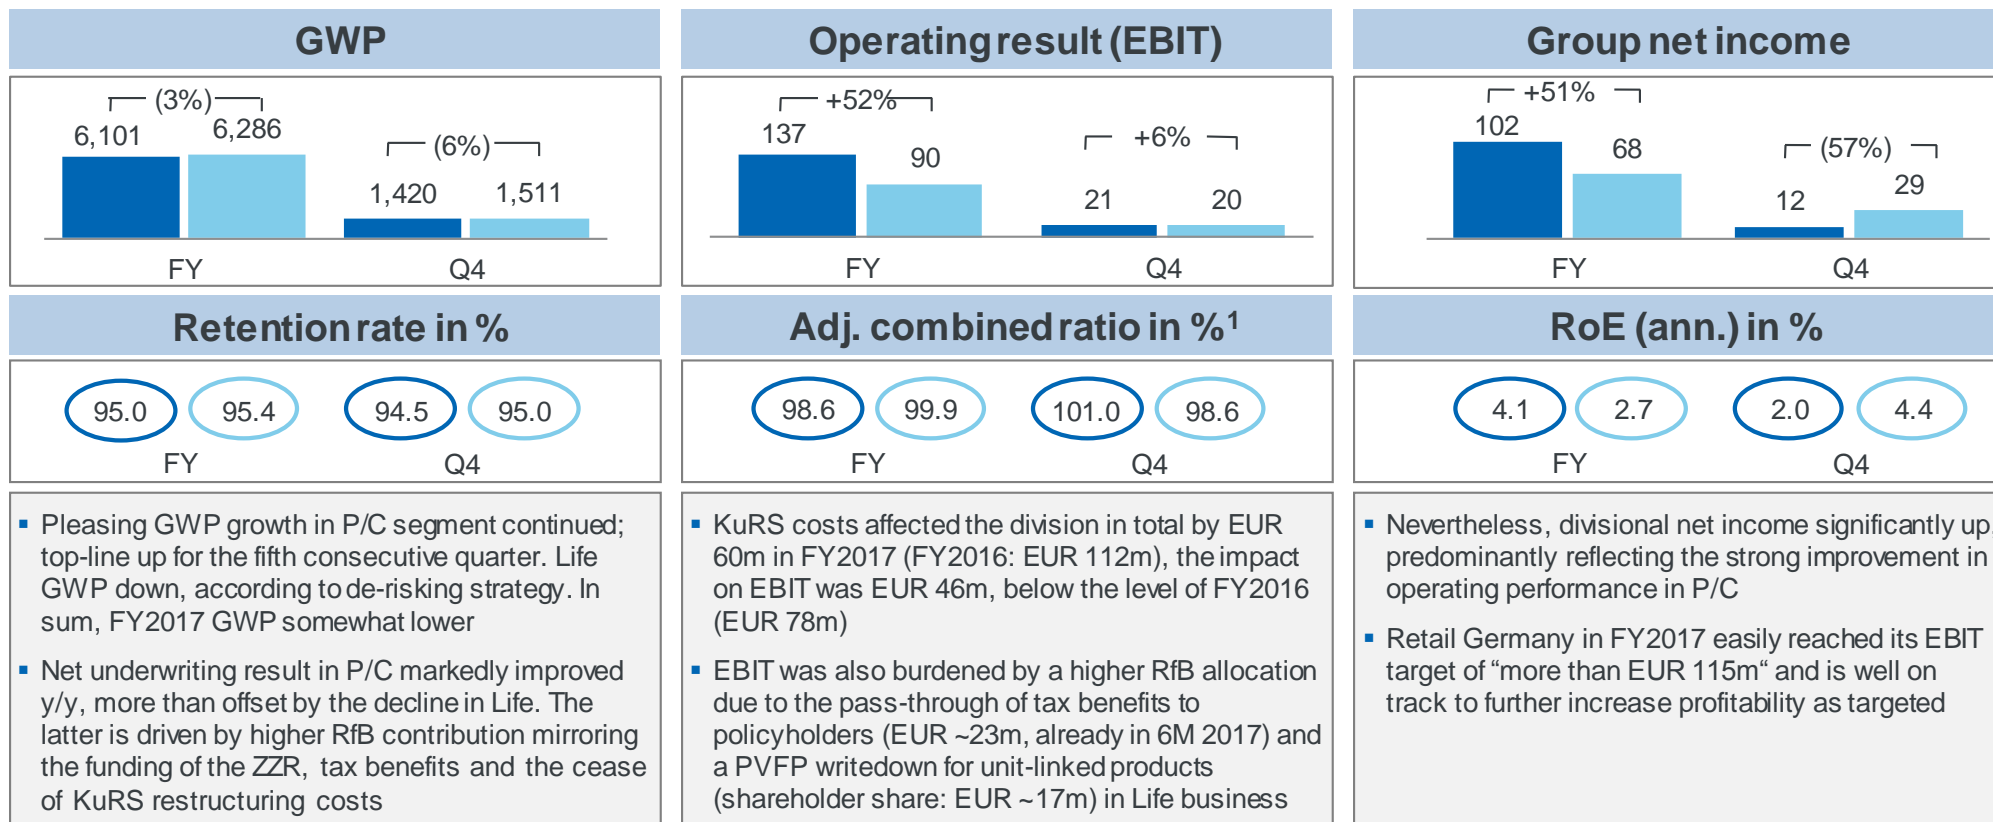 GWP
(3%)
6,101
6,286
(6%)
1,420
1,511
FY
Q4
Operating result (EBIT)
+52%
137
90
+6%
21
20
FY
Q4
Group net income
+51%
102
68
(57%)
12
29
FY
Q4
Retention rate in %
95.0
95.4
94.5
95.0
FY
Q4
Adj. combined ratio in %¹
98.6
99.9
101.0
98.6
FY
Q4
RoE (ann.) in %
4.1
2.7
2.0
4.4
FY
Q4
▪ Pleasing GWP growth in P/C segment continued;
top-line up for the fifth consecutive quarter. Life
GWP down, according to de-risking strategy. In
sum, FY2017 GWP somewhat lower
▪ Net underwriting result in P/C markedly improved
y/y, more than offset by the decline in Life. The
latter is driven by higher RfB contribution mirroring
the funding of the ZZR, tax benefits and the cease
of KuRS restructuring costs
▪ KuRS costs affected the division in total by EUR
60m in FY2017 (FY2016: EUR 112m), the impact
on EBIT was EUR 46m, below the level of FY2016
(EUR 78m)
▪ EBIT was also burdened by a higher RfB allocation
due to the pass-through of tax benefits to
policyholders (EUR ~23m, already in 6M 2017) and
a PVFP writedown for unit-linked products
(shareholder share: EUR ~17m) in Life business
▪ Nevertheless, divisional net income significantly up,
predominantly reflecting the strong improvement in
operating performance in P/C
▪ Retail Germany in FY2017 easily reached its EBIT
target of “more than EUR 115m“ and is well on
track to further increase profitability as targeted